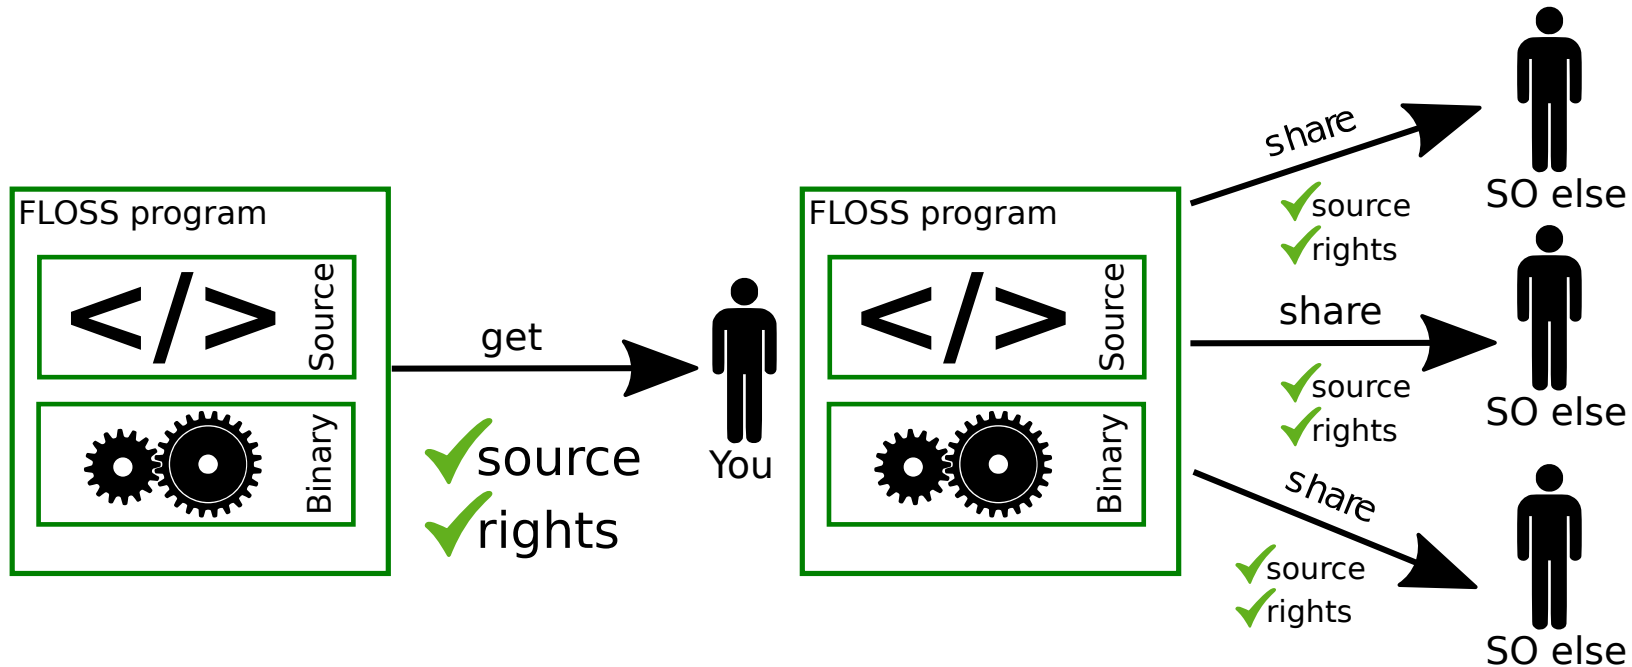 FLOSS program
</>
Source
Binary
get
source
rights
You
FLOSS program
</>
Source
Binary
share
source
rights
SO else
share
source
rights
SO else
share
source
rights
SO else